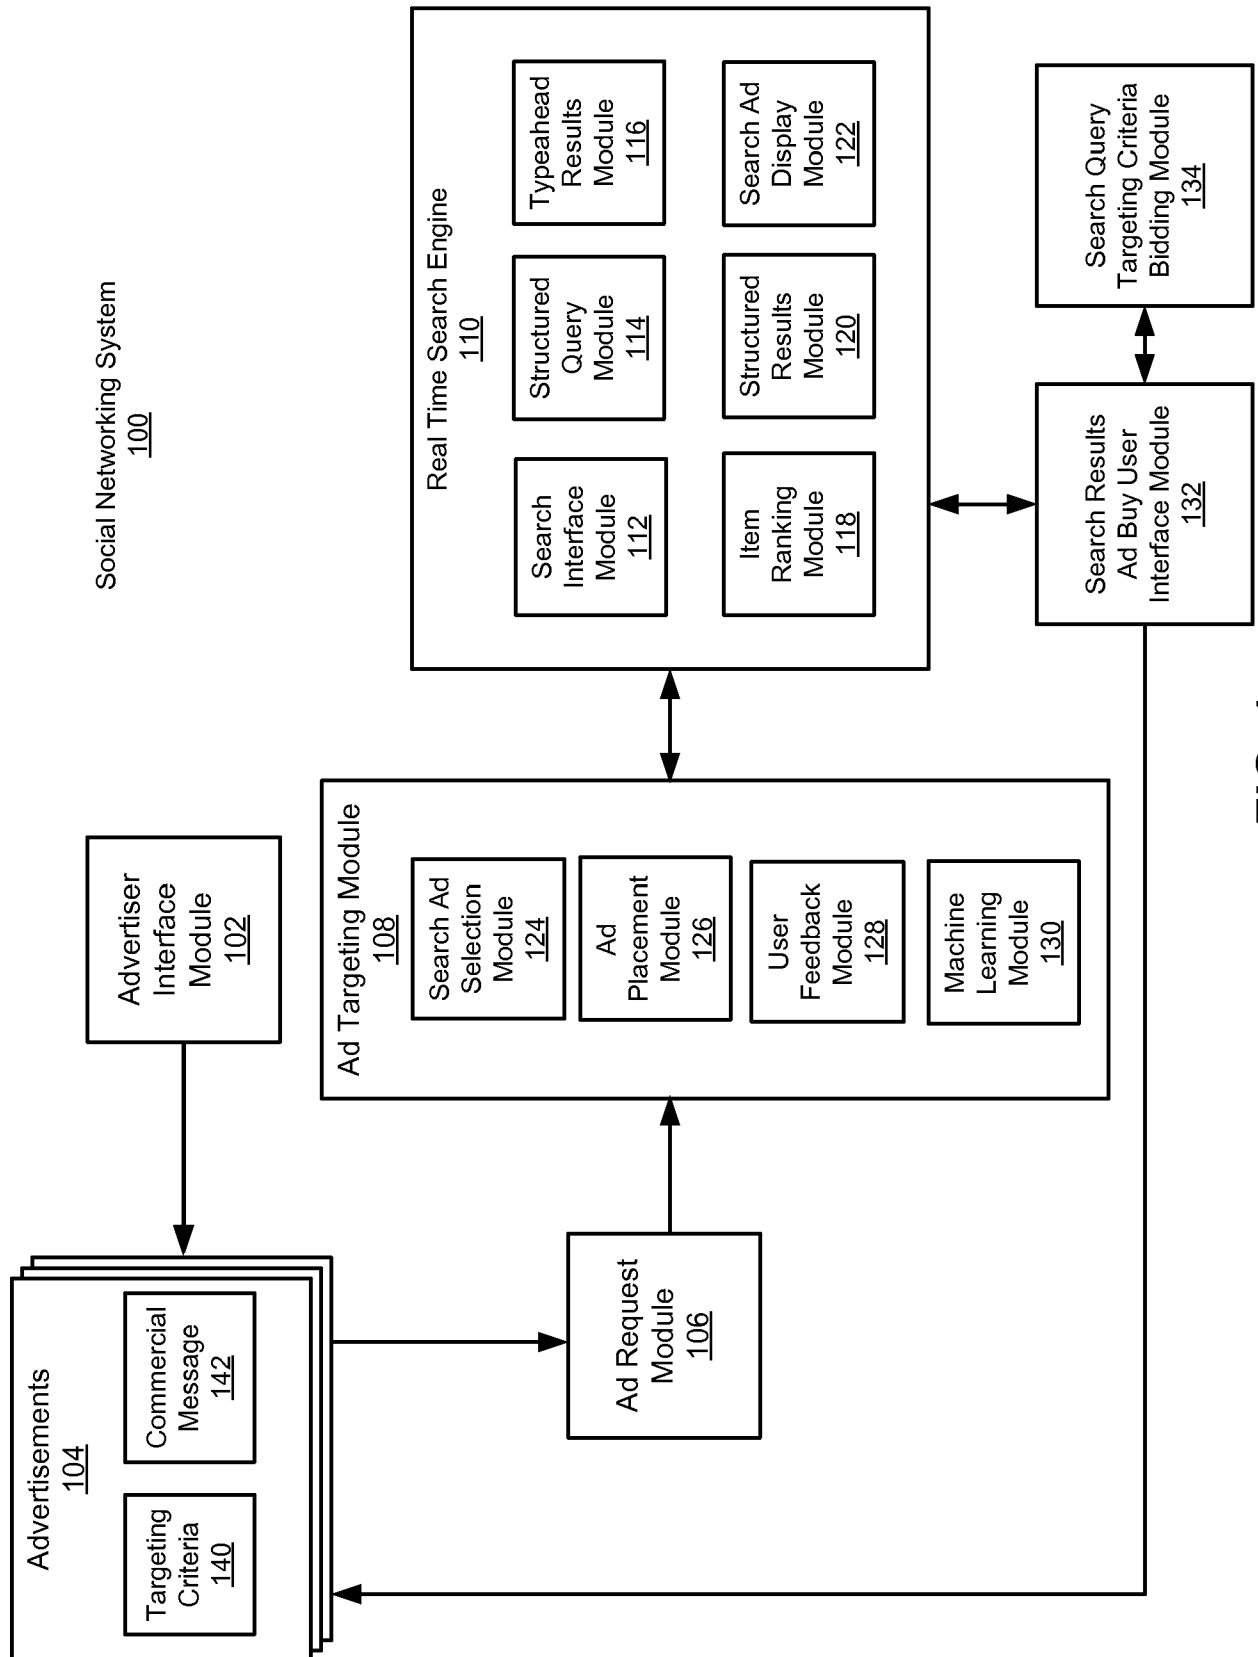 Social Networking System
100
Advertisements
104
Targeting
Criteria
140
Commercial
Message
142
Advertiser
Interface
Module
102
Ad Request
Module
106
Ad Targeting Module
108
Search Ad
Selection
Module
124
Ad
Placement
Module
126
User
Feedback
Module
128
Machine
Learning
Module
130
Real Time Search Engine
110
Search
Interface
Module
112
Structured
Query
Module
114
Typeahead
Results
Module
116
Item
Ranking
Module
118
Structured
Results
Module
120
Search Ad
Display
Module
122
Search Results
Ad Buy User
Interface Module
132
Search Query
Targeting Criteria
Bidding Module
134